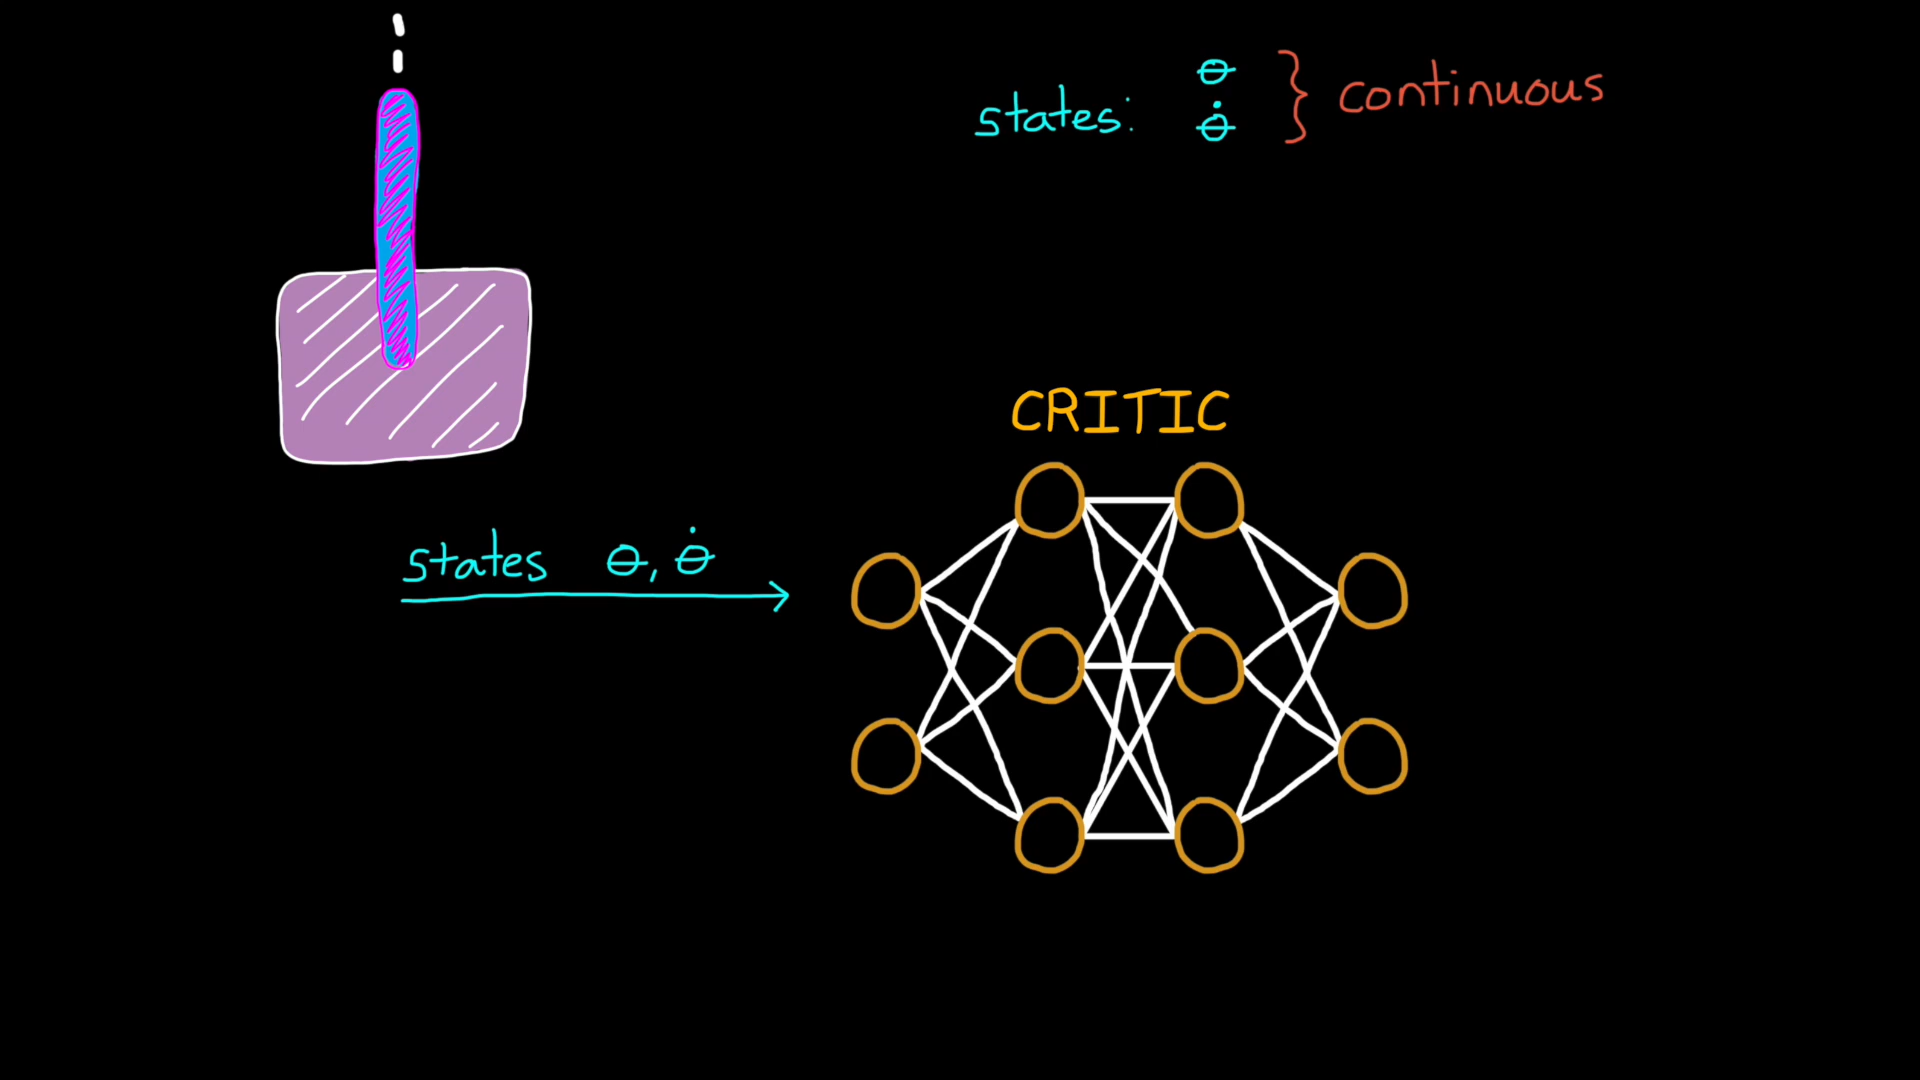 states: θ
θ̇
} continuous
CRITIC
states θ, θ̇